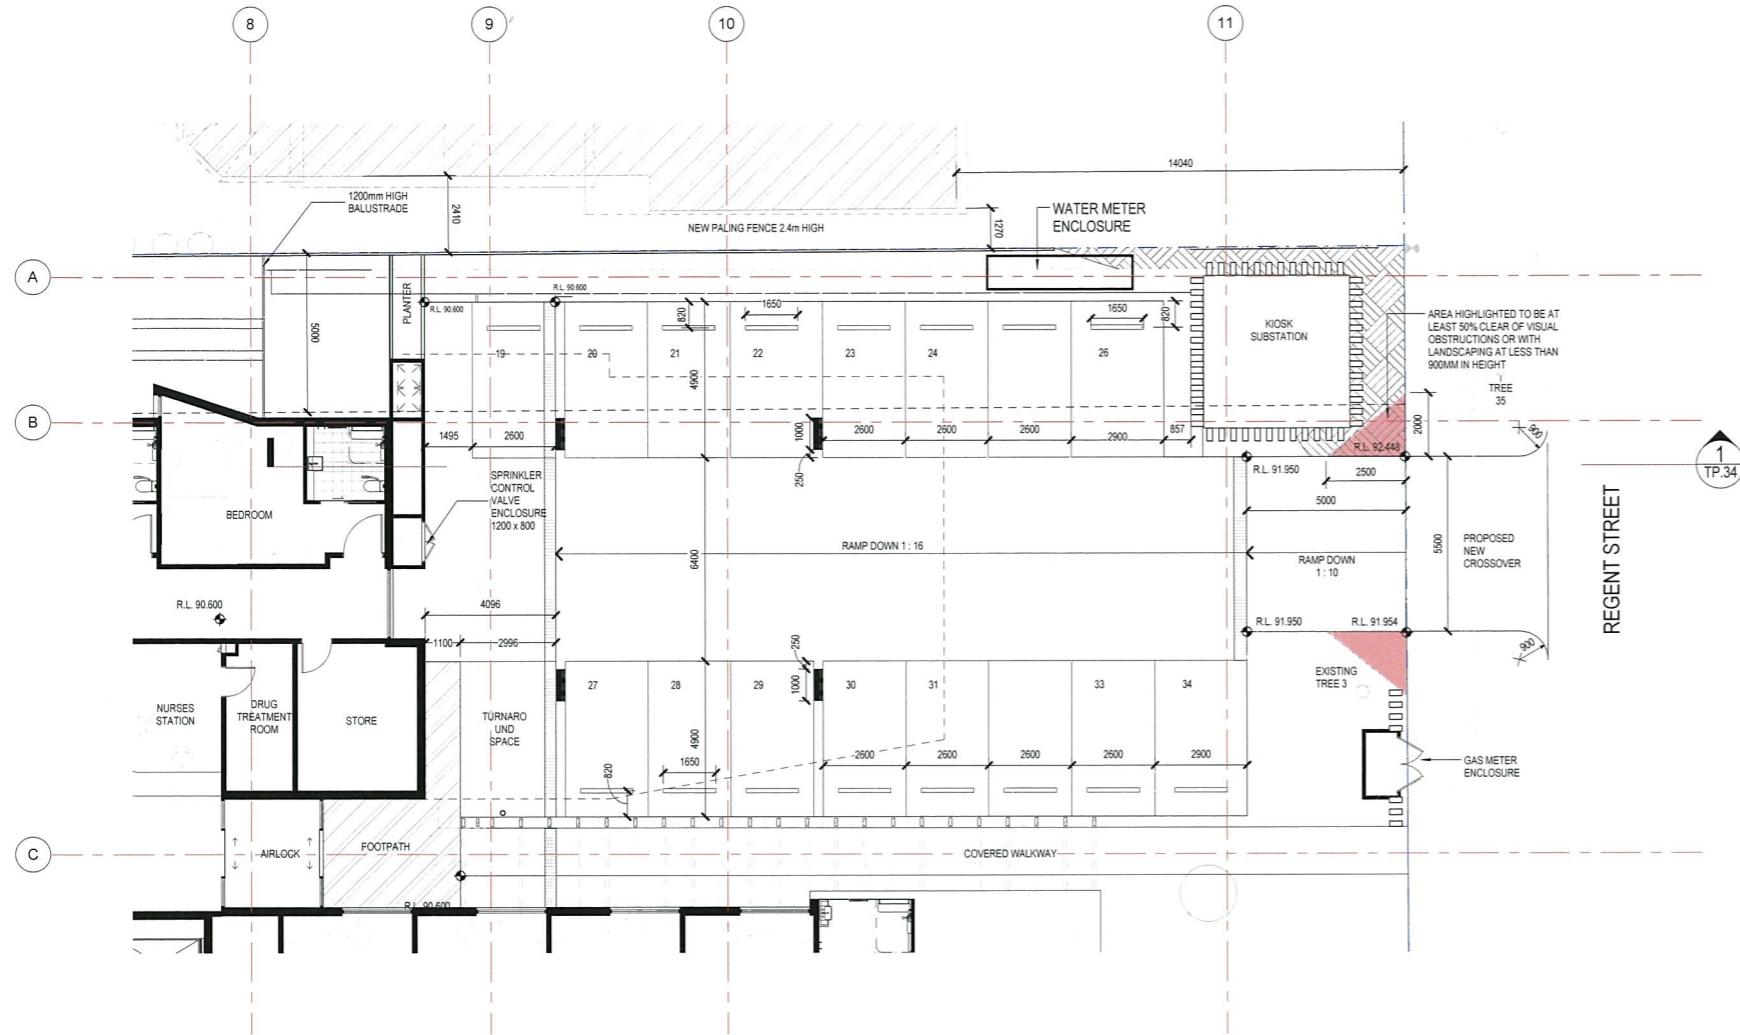 8
9
10
11
14040
1200mm HIGH
BALUSTRADE
2410
WATER METER
ENCLOSURE
NEW PALING FENCE 2.4m HIGH
1270
A
PLANTER
R.L. 90.600
R.L. 90.600
5000
820
1650
1650
820
KIOSK
SUBSTATION
AREA HIGHLIGHTED TO BE AT
LEAST 50% CLEAR OF VISUAL
OBSTRUCTIONS OR WITH
LANDSCAPING AT LESS THAN
900MM IN HEIGHT
TREE
35
19
20
21
22
23
24
26
4900
B
1495
2600
1000
2600
2600
2600
2900
857
2000
900
R.L. 92.448
250
R.L. 91.950
2500
5000
1
TP.34
SPRINKLER
CONTROL
VALVE
ENCLOSURE
1200 x 800
BEDROOM
6400
RAMP DOWN 1 : 16
RAMP DOWN
1 : 10
5500
PROPOSED
NEW
CROSSOVER
REGENT STREET
R.L. 90.600
4096
1100
2996
250
1000
R.L. 91.950
R.L. 91.954
900
EXISTING
TREE 3
27
28
29
30
31
33
34
NURSES
STATION
DRUG
TREATMENT
ROOM
STORE
TURNARO
UND
SPACE
4900
820
1650
2600
2600
2600
2600
2900
GAS METER
ENCLOSURE
C
AIRLOCK
FOOTPATH
COVERED WALKWAY
R.L. 90.600